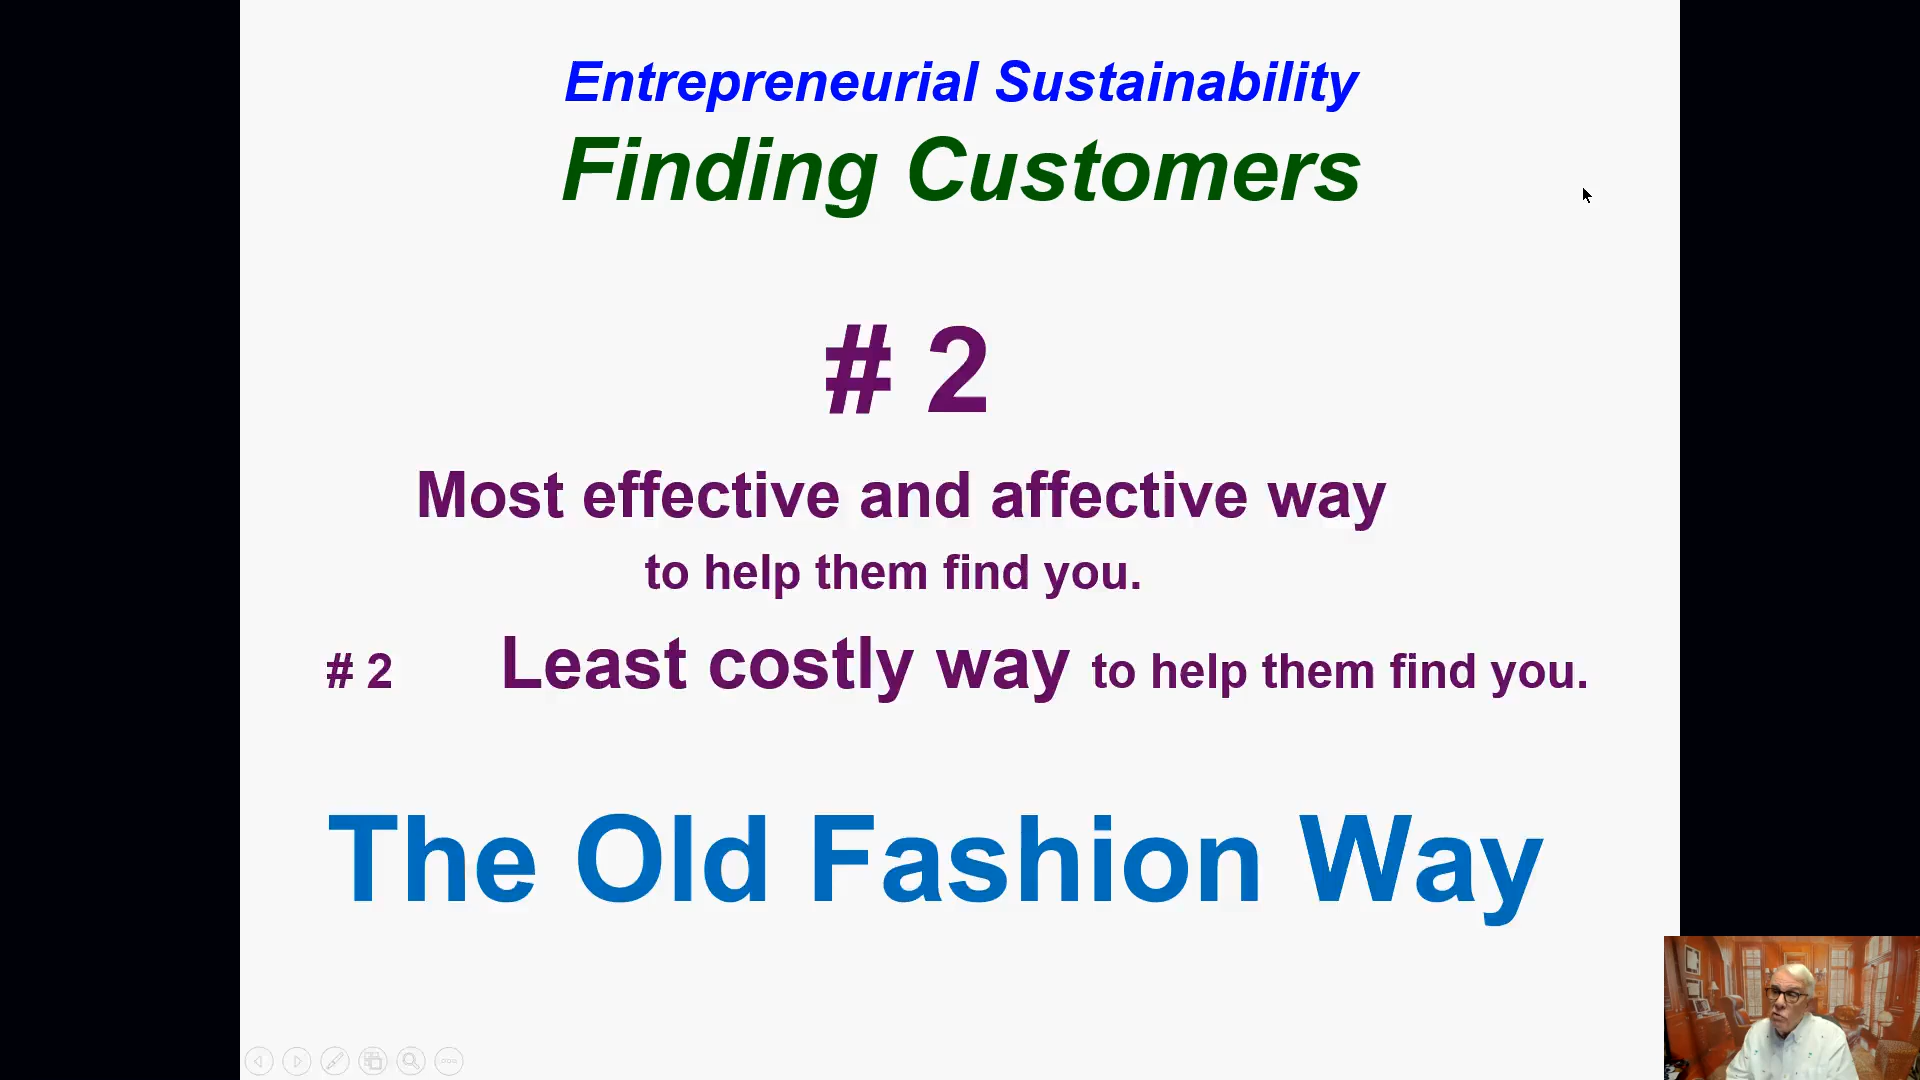 Entrepreneurial Sustainability
Finding Customers
# 2
Most effective and affective way
to help them find you.
# 2 Least costly way to help them find you.
The Old Fashion Way